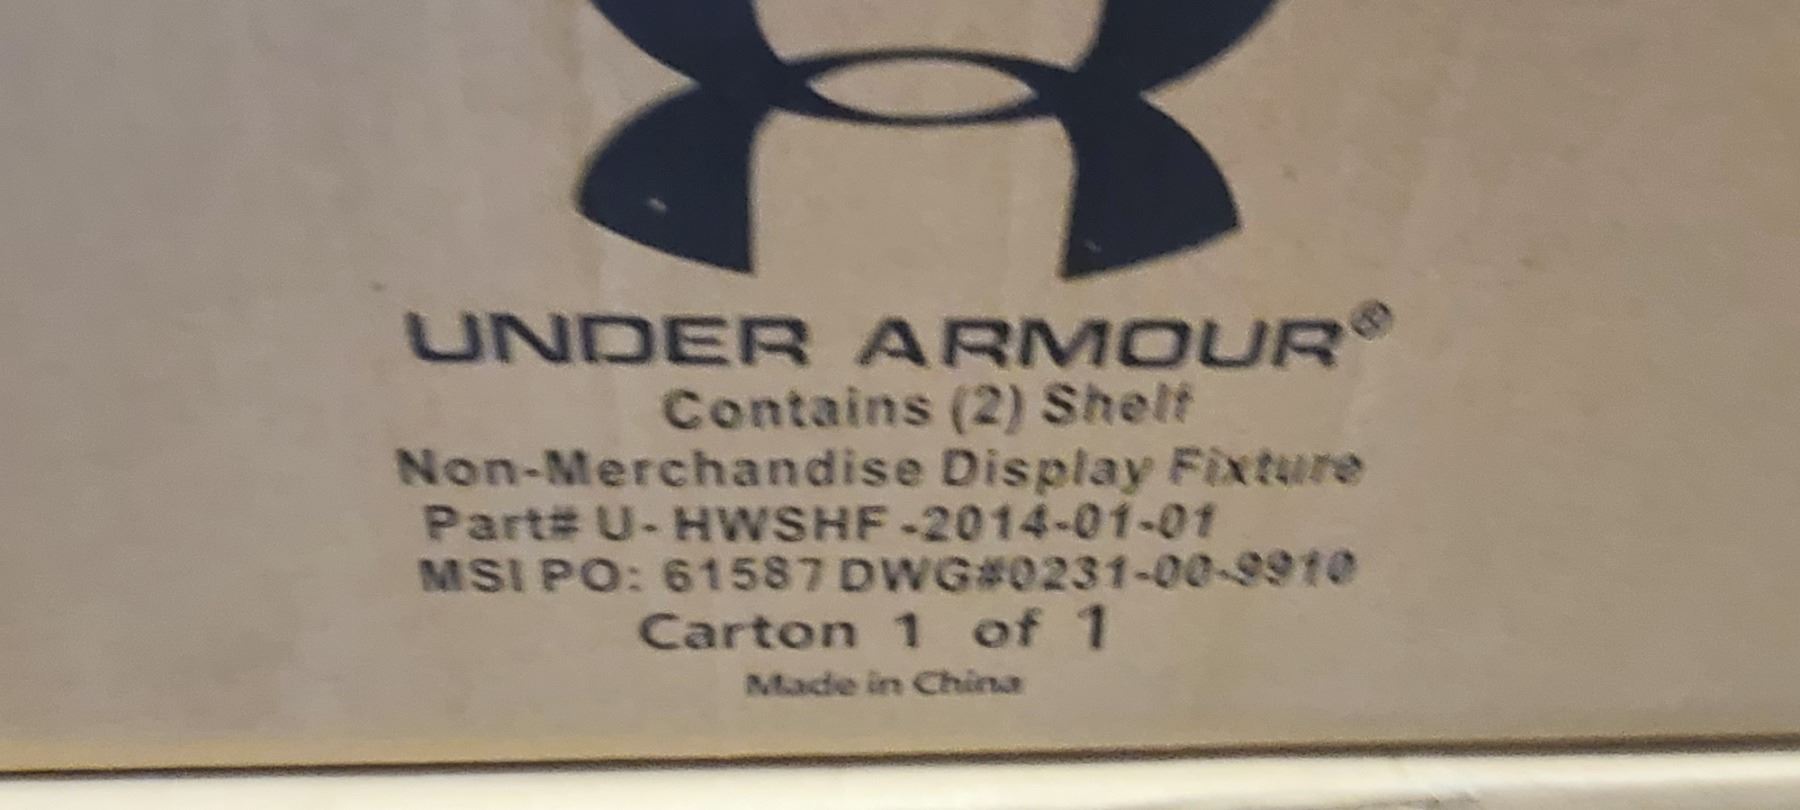 UNDER ARMOUR®
Contains (2) Shelf
Non-Merchandise Display Fixture
Part# U- HWSHF -2014-01-01
MSI PO: 61587 DWG#0231-00-9910
Carton 1 of 1
Made in China